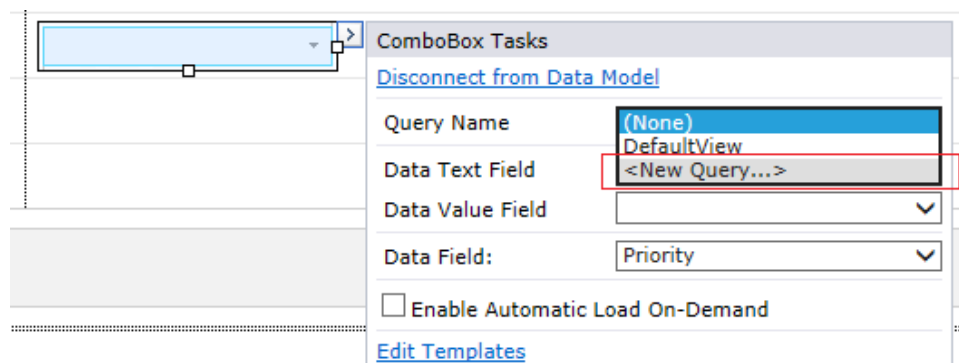 ComboBox Tasks
Disconnect from Data Model
Query Name
(None)
DefaultView
Data Text Field
<New Query...>
Data Value Field
Data Field:
Priority
Enable Automatic Load On-Demand
Edit Templates